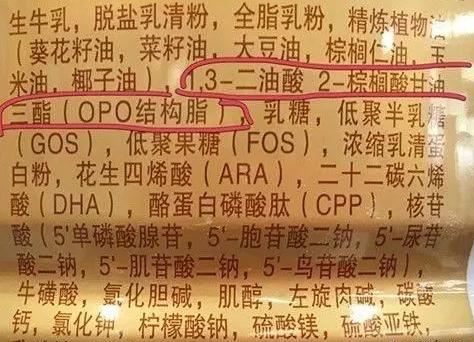 生牛乳，脱盐乳清粉，全脂乳粉，精炼植物油
（葵花籽油，菜籽油，大豆油，棕榈仁油，玉
米油，椰子油），1,3-二油酸 2-棕榈酸甘油
三酯（OPO结构脂），乳糖，低聚半乳糖
（GOS），低聚果糖（FOS），浓缩乳清蛋
白粉，花生四烯酸（ARA），二十二碳六烯
酸（DHA），酪蛋白磷酸肽（CPP），核苷
酸（5'单磷酸腺苷，5'-胞苷酸二钠，5'-尿苷
酸二钠，5'-肌苷酸二钠，5'-鸟苷酸二钠），
牛磺酸，氯化胆碱，肌醇，左旋肉碱，碳酸
钙，氯化钾，柠檬酸钠，硫酸镁，硫酸亚铁，